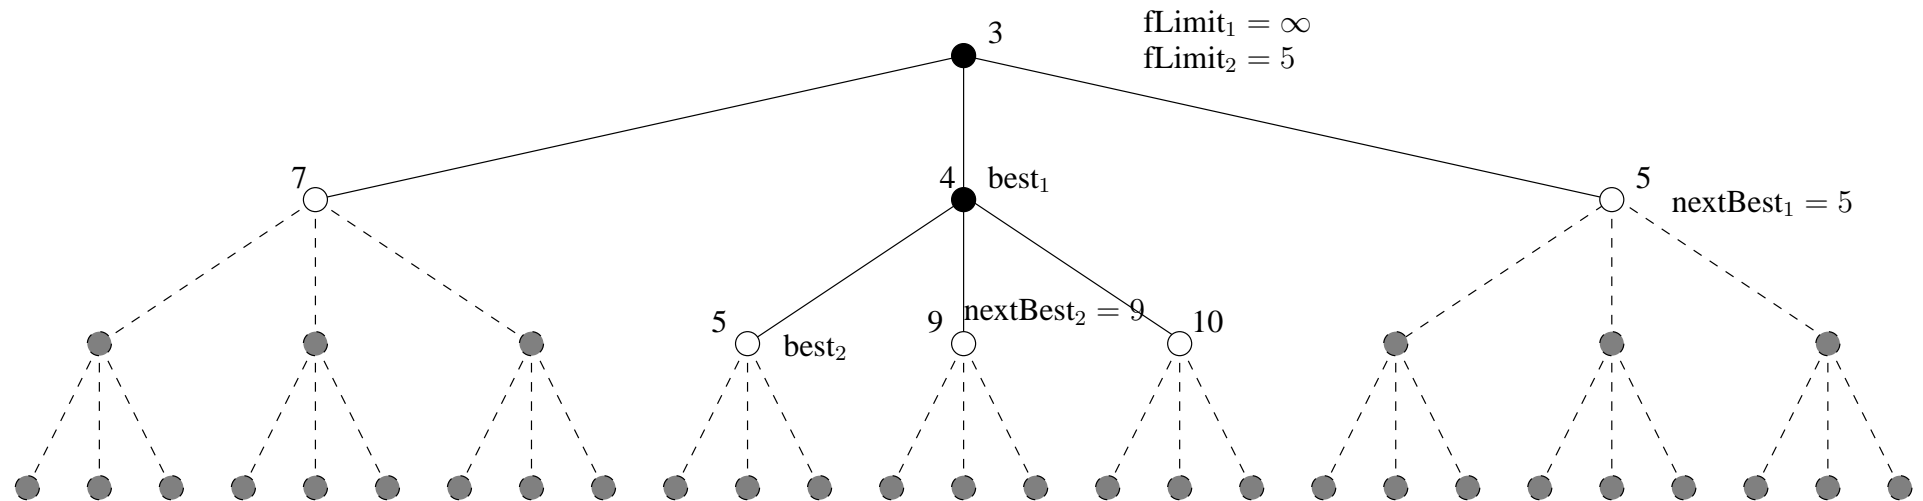 3
fLimit₁ = ∞
fLimit₂ = 5
7
4
best₁
5
nextBest₁ = 5
5
best₂
9
nextBest₂ = 9
10